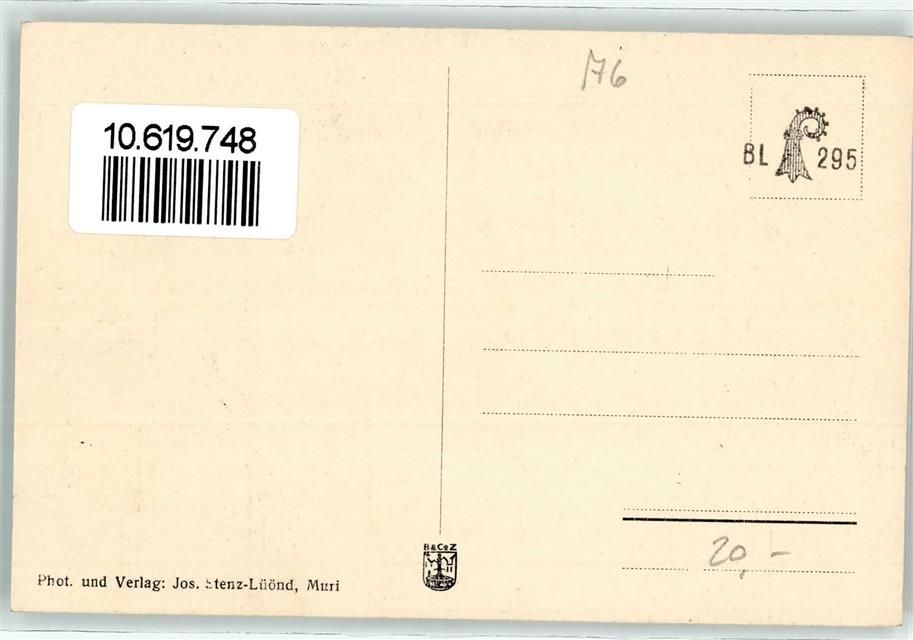 176
10.619.748
BL 295
B&CoZ
20,-
Phot. und Verlag: Jos. Stenz-Lüönd, Muri